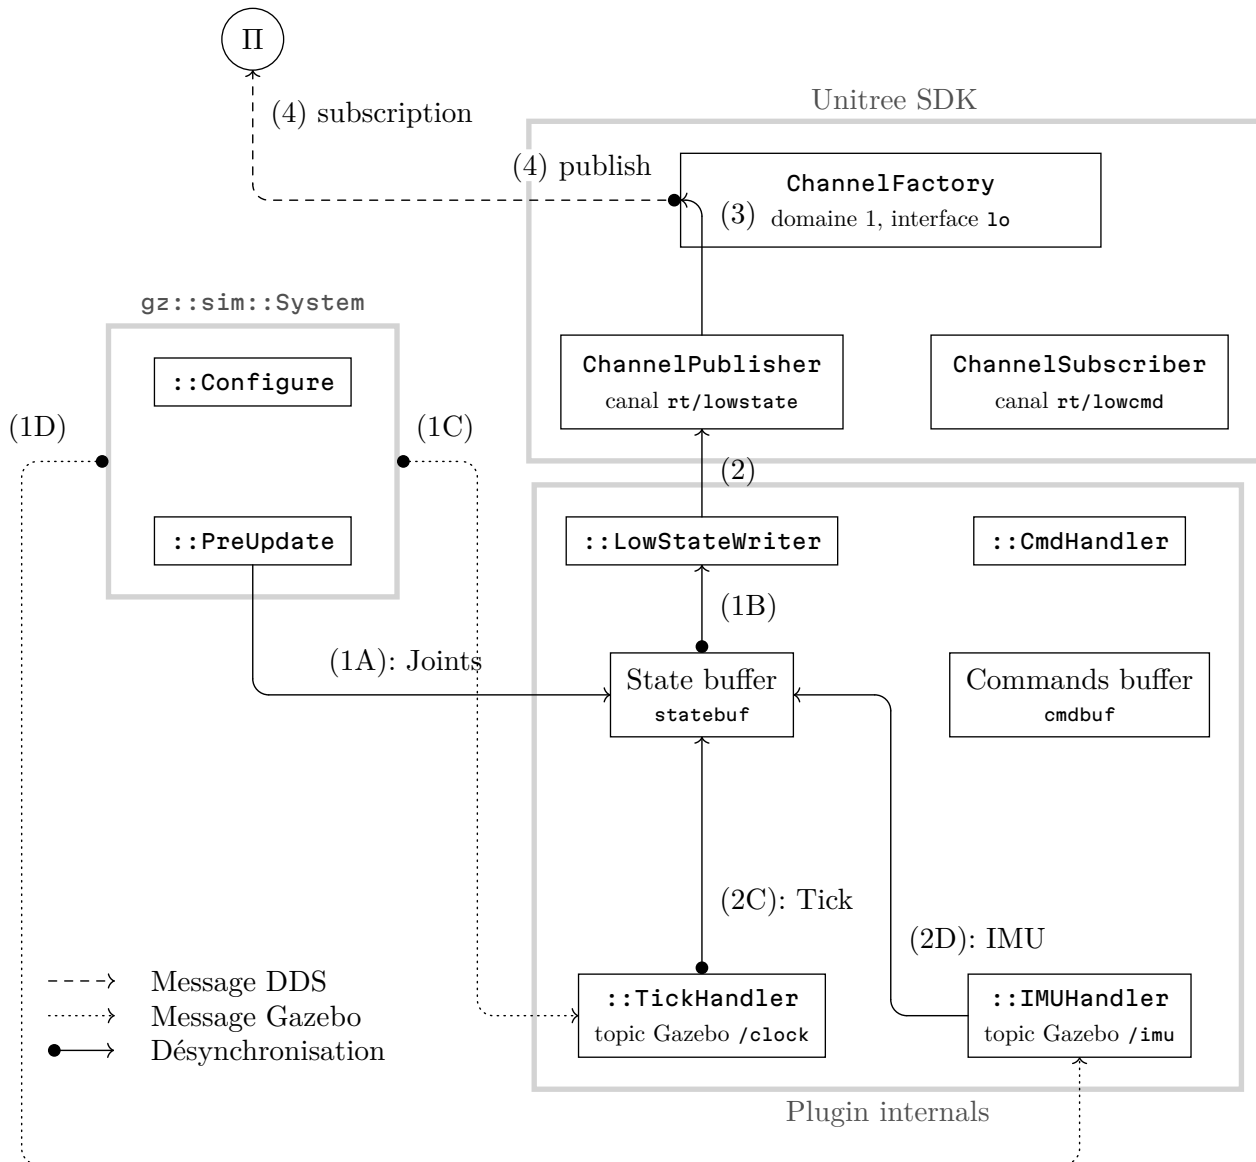 Π
(4) subscription
Unitree SDK
(4) publish
ChannelFactory
(3) domaine 1, interface lo
gz::sim::System
::Configure
ChannelPublisher
canal rt/lowstate
ChannelSubscriber
canal rt/lowcmd
(1D)
(1C)
(2)
::PreUpdate
::LowStateWriter
::CmdHandler
(1B)
(1A): Joints
State buffer
statebuf
Commands buffer
cmdbuf
(2C): Tick
(2D): IMU
::TickHandler
topic Gazebo /clock
::IMUHandler
topic Gazebo /imu
Message DDS
Message Gazebo
Désynchronisation
Plugin internals